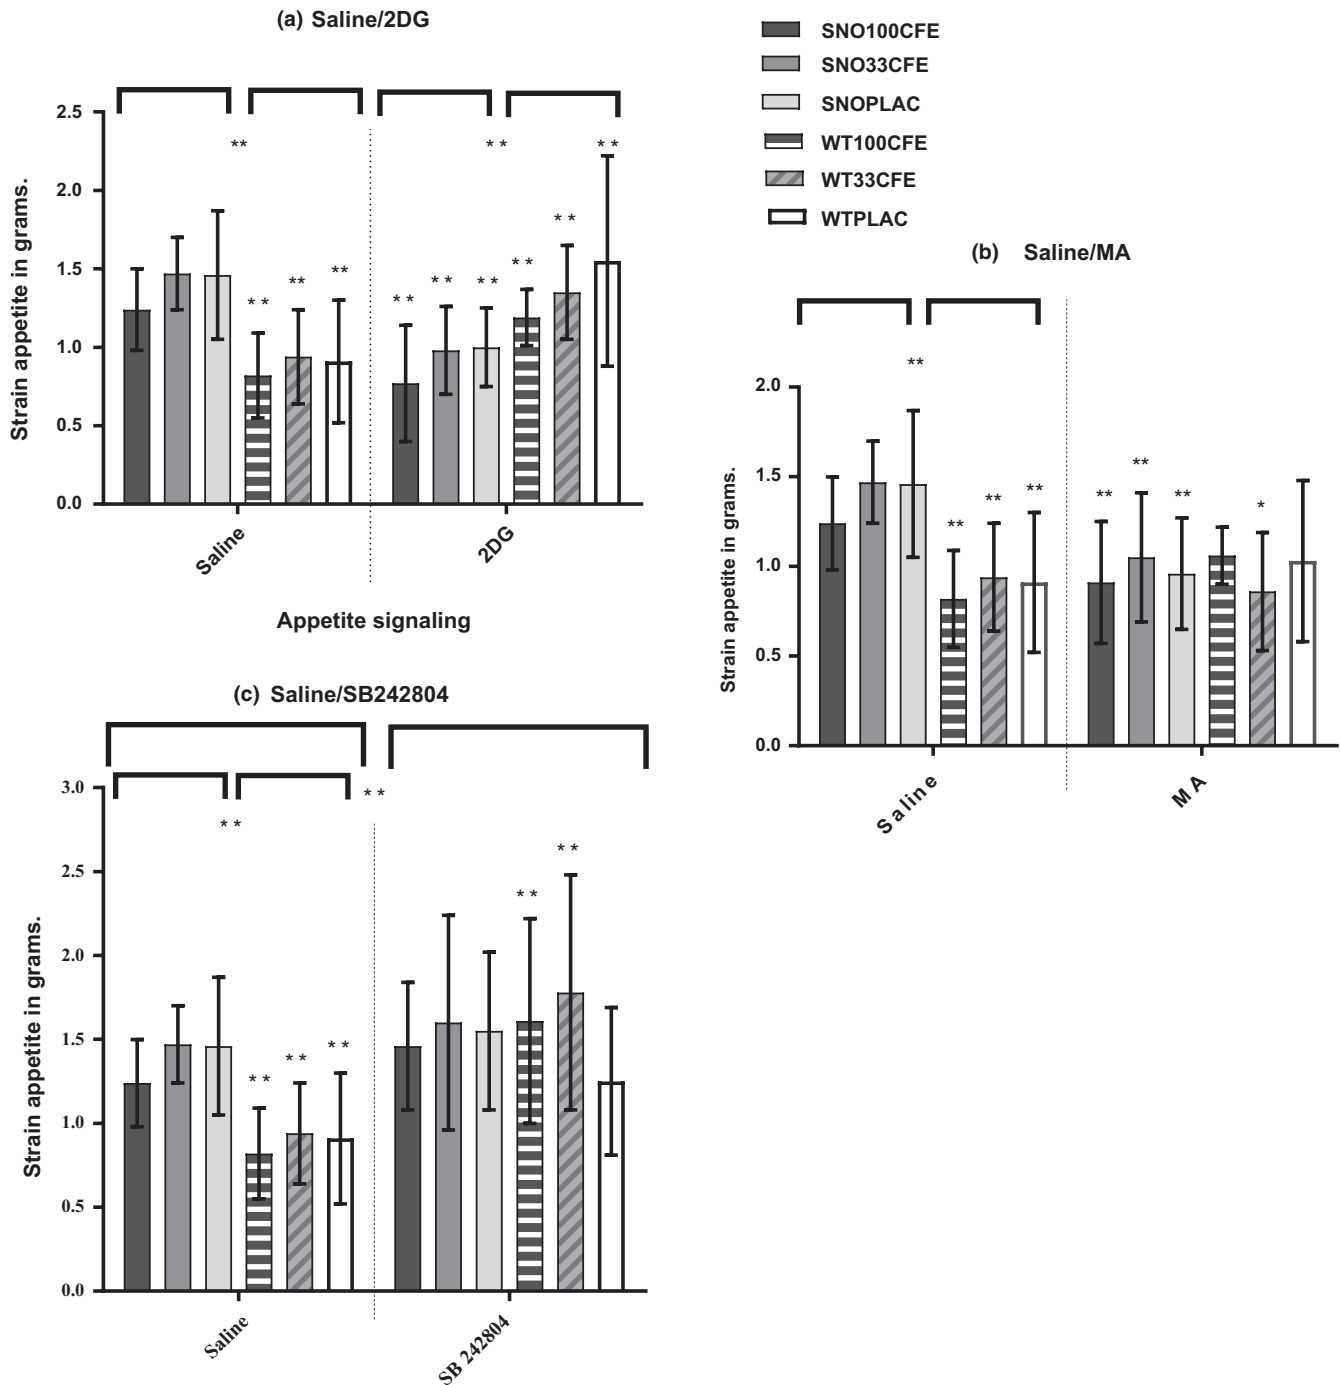 (a) Saline/2DG
2.5
2.0
1.5
1.0
0.5
0.0
Strain appetite in grams.
**
* *
* *
* *
**
**
* *
* *
* *
* *
* *
Saline
2DG
Appetite signaling
SNO100CFE
SNO33CFE
SNOPLAC
WT100CFE
WT33CFE
WTPLAC
(b) Saline/MA
2.0
1.5
1.0
0.5
0.0
Strain appetite in grams.
**
**
**
**
**
**
**
*
Saline
MA
(c) Saline/SB242804
3.0
2.5
2.0
1.5
1.0
0.5
0.0
Strain appetite in grams.
* *
* *
* *
* *
* *
* *
* *
Saline
SB 242804